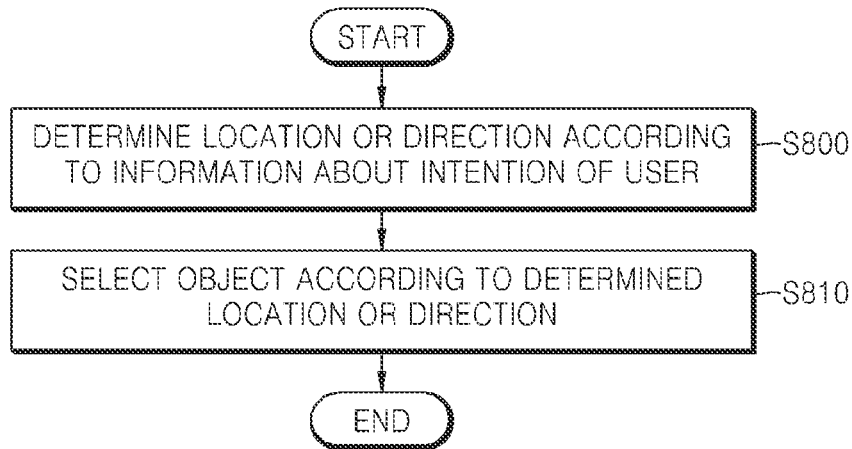 START
DETERMINE LOCATION OR DIRECTION ACCORDING
TO INFORMATION ABOUT INTENTION OF USER
S800
SELECT OBJECT ACCORDING TO DETERMINED
LOCATION OR DIRECTION
S810
END